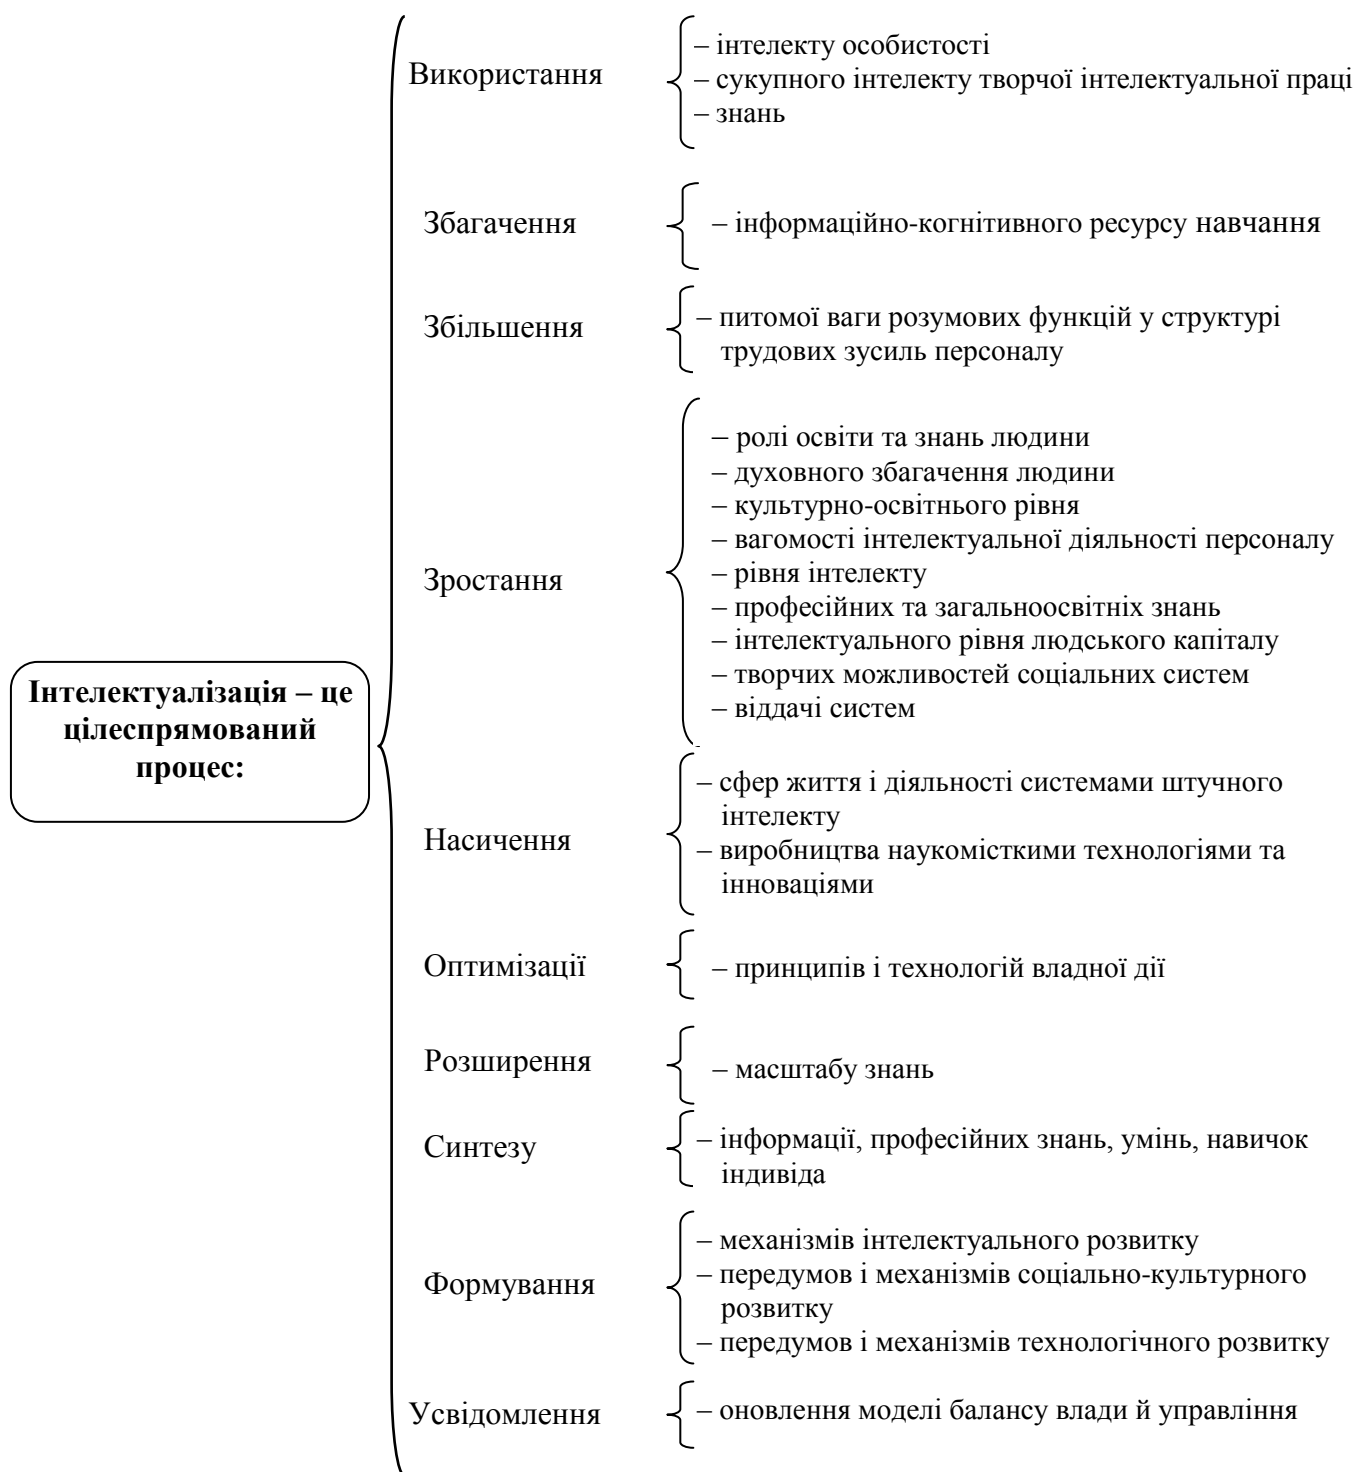 Використання
– інтелекту особистості
– сукупного інтелекту творчої інтелектуальної праці
– знань
Збагачення
– інформаційно-когнітивного ресурсу навчання
Збільшення
– питомої ваги розумових функцій у структурі
трудових зусиль персоналу
Зростання
– ролі освіти та знань людини
– духовного збагачення людини
– культурно-освітнього рівня
– вагомості інтелектуальної діяльності персоналу
– рівня інтелекту
– професійних та загальноосвітніх знань
– інтелектуального рівня людського капіталу
– творчих можливостей соціальних систем
– віддачі систем
Інтелектуалізація – це
цілеспрямований
процес:
Насичення
– сфер життя і діяльності системами штучного
інтелекту
– виробництва наукомісткими технологіями та
інноваціями
Оптимізації
– принципів і технологій владної дії
Розширення
– масштабу знань
Синтезу
– інформації, професійних знань, умінь, навичок
індивіда
Формування
– механізмів інтелектуального розвитку
– передумов і механізмів соціально-культурного
розвитку
– передумов і механізмів технологічного розвитку
Усвідомлення
– оновлення моделі балансу влади й управління